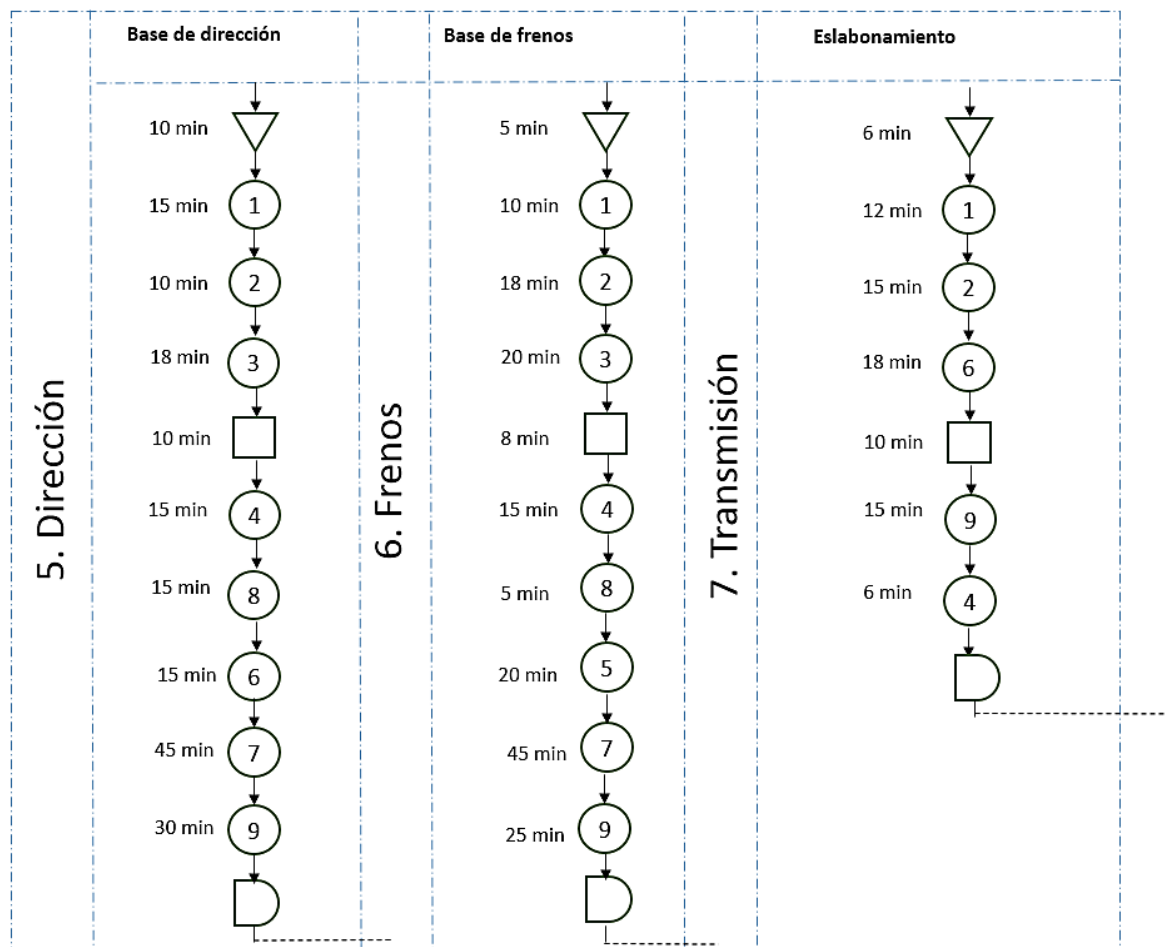 Base de dirección
Base de frenos
Eslabonamiento
5. Dirección
10 min
15 min
1
10 min
2
18 min
3
10 min
15 min
4
15 min
8
15 min
6
45 min
7
30 min
9
6. Frenos
5 min
10 min
1
18 min
2
20 min
3
8 min
15 min
4
5 min
8
20 min
5
45 min
7
25 min
9
7. Transmisión
6 min
12 min
1
15 min
2
18 min
6
10 min
15 min
9
6 min
4